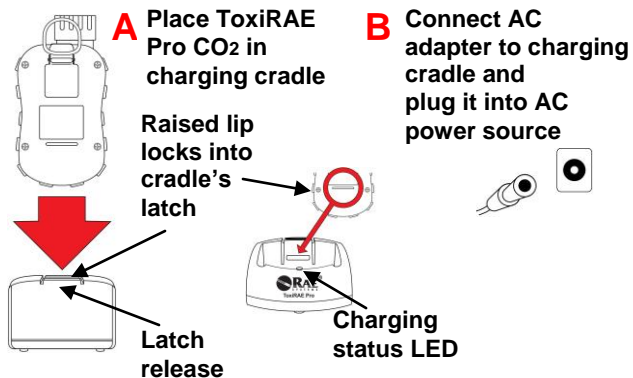 A Place ToxiRAE
Pro CO2 in
charging cradle
B Connect AC
adapter to charging
cradle and
plug it into AC
power source
Raised lip
locks into
cradle's
latch
RAE
SYSTEMS
ToxiRAE Pro
Latch
release
Charging
status LED